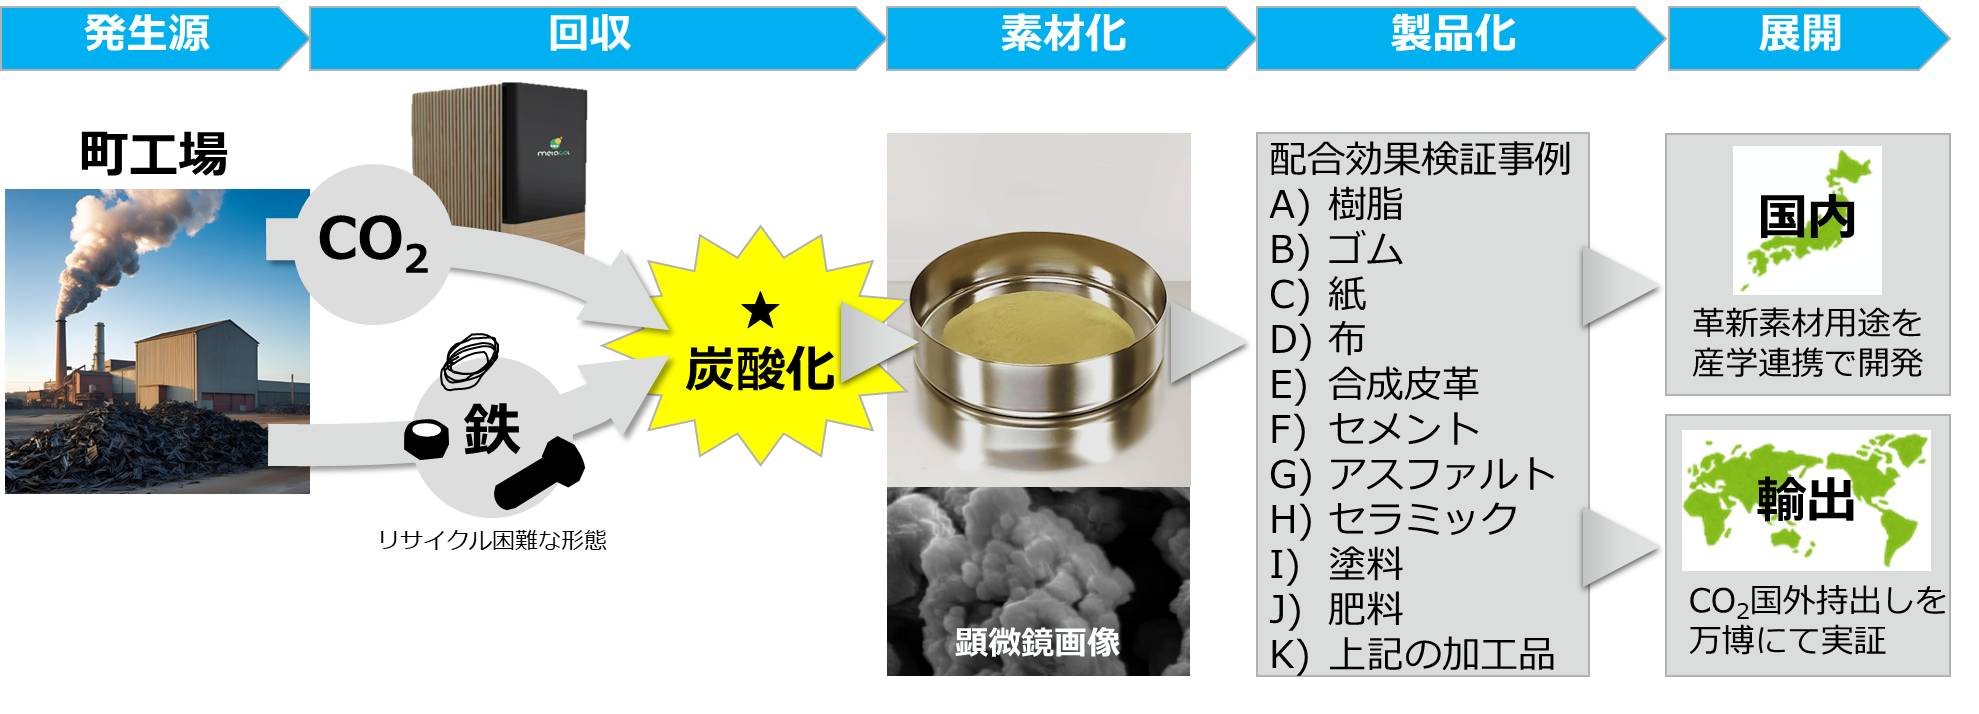 発生源
回収
素材化
製品化
展開
町工場
CO₂
鉄
リサイクル困難な形態
★
炭酸化
顕微鏡画像
配合効果検証事例
A) 樹脂
B) ゴム
C) 紙
D) 布
E) 合成皮革
F) セメント
G) アスファルト
H) セラミック
I) 塗料
J) 肥料
K) 上記の加工品
国内
革新素材用途を
産学連携で開発
輸出
CO₂国外持出しを
万博にて実証